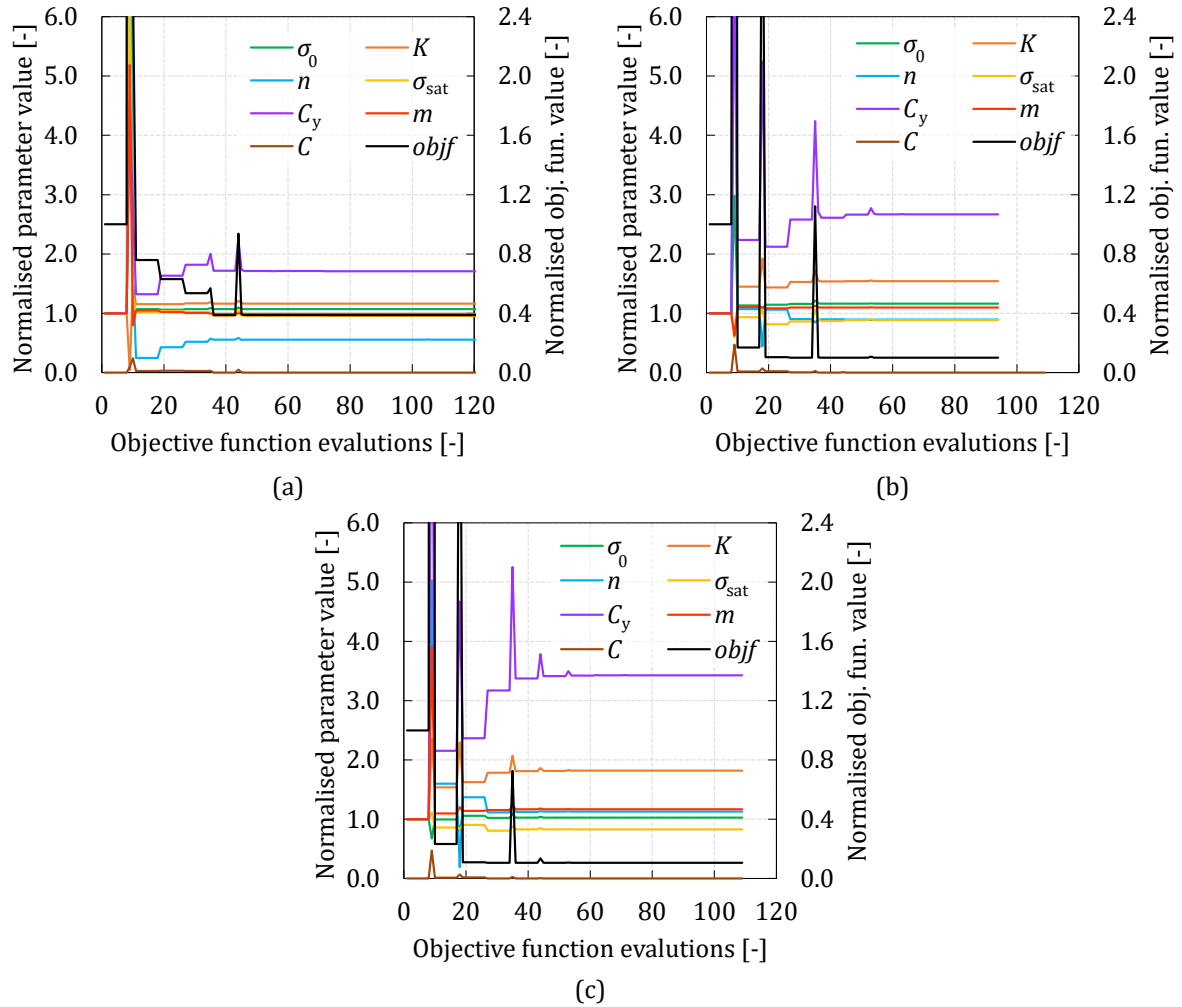 Normalised parameter value [-]
6.0
5.0
4.0
3.0
2.0
1.0
0.0
σ0 K
n σsat
Cy m
C objf
2.4
2.0
1.6
1.2
0.8
0.4
0.0
Normalised obj. fun. value [-]
0 20 40 60 80 100 120
Objective function evalutions [-]
(a)
Normalised parameter value [-]
6.0
5.0
4.0
3.0
2.0
1.0
0.0
σ0 K
n σsat
Cy m
C objf
2.4
2.0
1.6
1.2
0.8
0.4
0.0
Normalised obj. fun. value [-]
0 20 40 60 80 100 120
Objective function evalutions [-]
(b)
Normalised parameter value [-]
6.0
5.0
4.0
3.0
2.0
1.0
0.0
σ0 K
n σsat
Cy m
C objf
2.4
2.0
1.6
1.2
0.8
0.4
0.0
Normalised obj. fun. value [-]
0 20 40 60 80 100 120
Objective function evalutions [-]
(c)